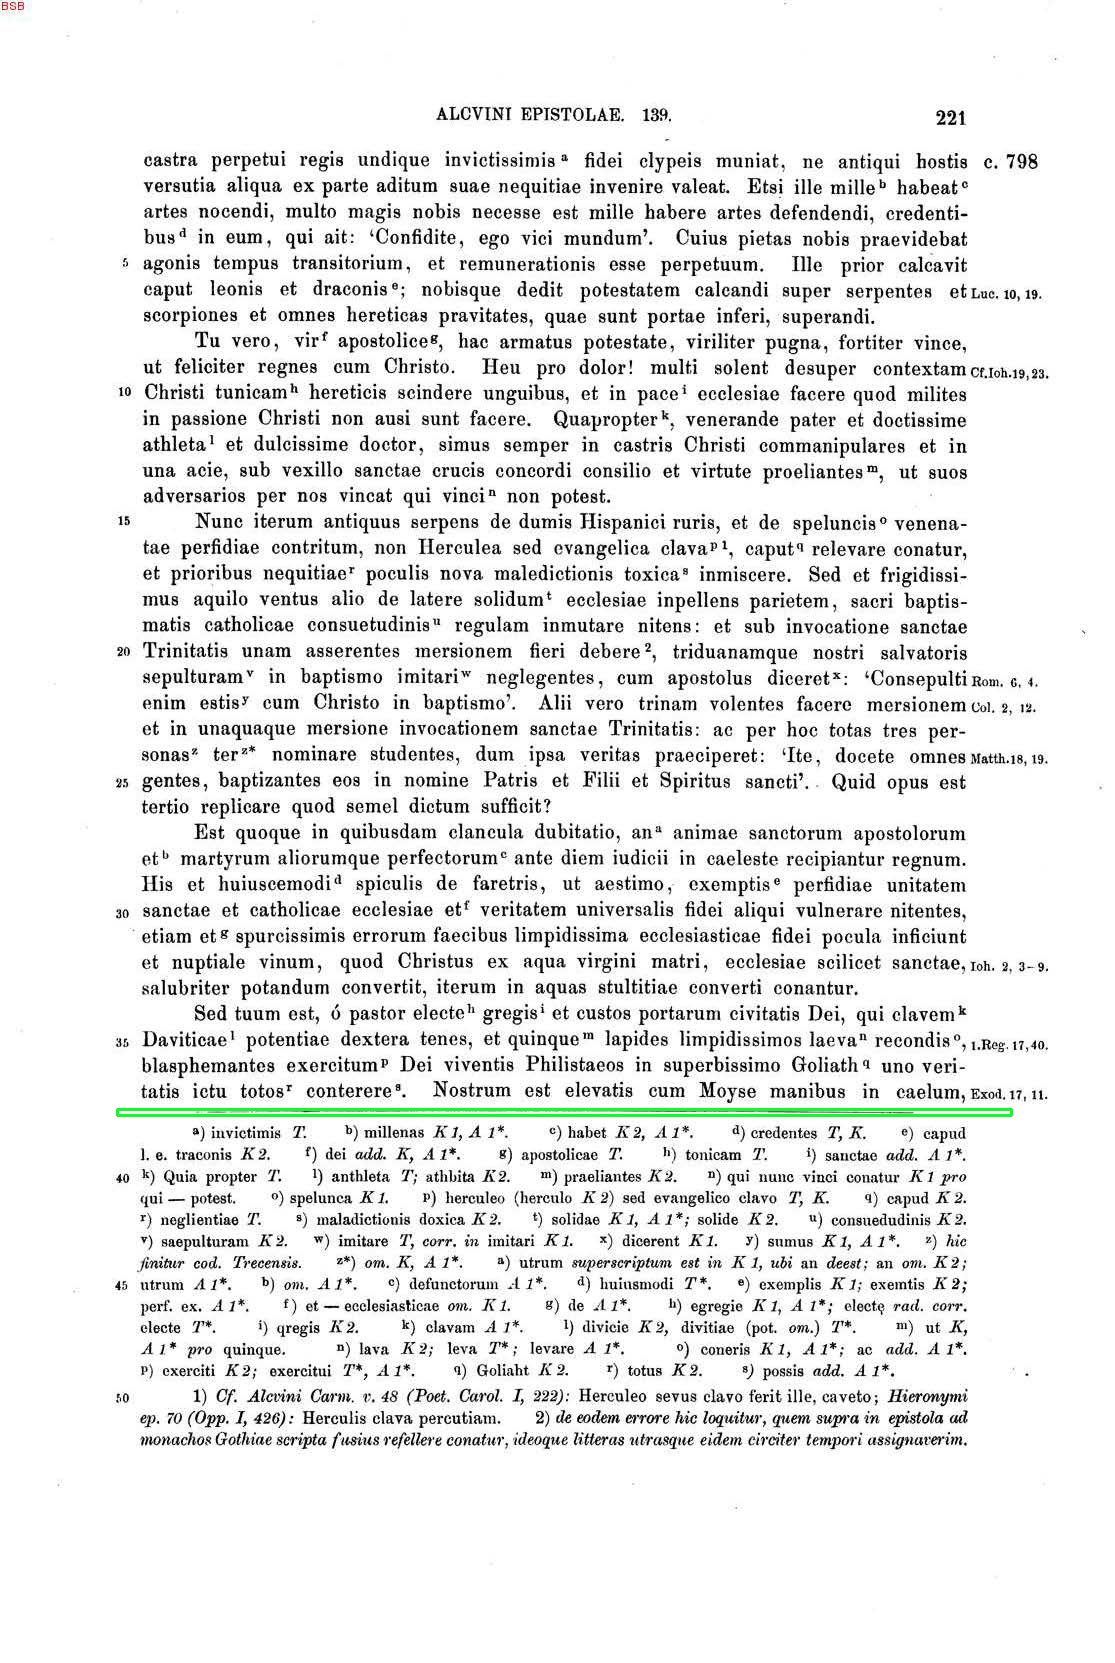 BSB
ALCVINI EPISTOLAE. 139. 221
castra perpetui regis undique invictissimis a fidei clypeis muniat, ne antiqui hostis c. 798
versutia aliqua ex parte aditum suae nequitiae invenire valeat. Etsi ille mille b habeat c
artes nocendi, multo magis nobis necesse est mille habere artes defendendi, credenti-
bus d in eum, qui ait: ‘Confidite, ego vici mundum’. Cuius pietas nobis praevidebat
5 agonis tempus transitorium, et remunerationis esse perpetuum. Ille prior calcavit
caput leonis et draconis e; nobisque dedit potestatem calcandi super serpentes et Luc. 10, 19.
scorpiones et omnes hereticas pravitates, quae sunt portae inferi, superandi.
Tu vero, vir f apostolice g, hac armatus potestate, viriliter pugna, fortiter vince,
ut feliciter regnes cum Christo. Heu pro dolor! multi solent desuper contextam Cf.Ioh.19,23.
10 Christi tunicam h hereticis scindere unguibus, et in pace i ecclesiae facere quod milites
in passione Christi non ausi sunt facere. Quapropter k, venerande pater et doctissime
athleta l et dulcissime doctor, simus semper in castris Christi commanipulares et in
una acie, sub vexillo sanctae crucis concordi consilio et virtute proeliantes m, ut suos
adversarios per nos vincat qui vinci n non potest.
15 Nunc iterum antiquus serpens de dumis Hispanici ruris, et de speluncis o venena-
tae perfidiae contritum, non Herculea sed evangelica clava p 1, caput q relevare conatur,
et prioribus nequitiae r poculis nova maledictionis toxica s inmiscere. Sed et frigidissi-
mus aquilo ventus alio de latere solidum t ecclesiae inpellens parietem, sacri baptis-
matis catholicae consuetudinis u regulam inmutare nitens: et sub invocatione sanctae
20 Trinitatis unam asserentes mersionem fieri debere 2, triduanamque nostri salvatoris
sepulturam v in baptismo imitari w neglegentes, cum apostolus diceret x: ‘Consepulti Rom. 6, 4.
enim estis y cum Christo in baptismo’. Alii vero trinam volentes facere mersionem Col. 2, 12.
et in unaquaque mersione invocationem sanctae Trinitatis: ac per hoc totas tres per-
sonas z ter z* nominare studentes, dum ipsa veritas praeciperet: ‘Ite, docete omnes Matth.18, 19.
25 gentes, baptizantes eos in nomine Patris et Filii et Spiritus sancti’. Quid opus est
tertio replicare quod semel dictum sufficit?
Est quoque in quibusdam clancula dubitatio, an a animae sanctorum apostolorum
et b martyrum aliorumque perfectorum c ante diem iudicii in caeleste recipiantur regnum.
His et huiuscemodi d spiculis de faretris, ut aestimo, exemptis e perfidiae unitatem
30 sanctae et catholicae ecclesiae et f veritatem universalis fidei aliqui vulnerare nitentes,
etiam et g spurcissimis errorum faecibus limpidissima ecclesiasticae fidei pocula inficiunt
et nuptiale vinum, quod Christus ex aqua virgini matri, ecclesiae scilicet sanctae, Ioh. 2, 3-9.
salubriter potandum convertit, iterum in aquas stultitiae converti conantur.
Sed tuum est, ó pastor electe h gregis i et custos portarum civitatis Dei, qui clavem k
35 Daviticae l potentiae dextera tenes, et quinque m lapides limpidissimos laeva n recondis o, 1.Reg. 17,40.
blasphemantes exercitum p Dei viventis Philistaeos in superbissimo Goliath q uno veri-
tatis ictu totos r conterere s. Nostrum est elevatis cum Moyse manibus in caelum, Exod. 17, 11.
a) invictimis T. b) millenas K 1, A 1*. c) habet K 2, A 1*. d) credentes T, K. e) capud
l. e. traconis K 2. f) dei add. K, A 1*. g) apostolicae T. h) tonicam T. i) sanctae add. A 1*.
40 k) Quia propter T. l) anthleta T; athbita K 2. m) praeliantes K 2. n) qui nunc vinci conatur K 1 pro
qui — potest. o) spelunca K 1. p) herculeo (herculo K 2) sed evangelico clavo T, K. q) capud K 2.
r) neglientiae T. s) maladictionis doxica K 2. t) solidae K 1, A 1*; solide K 2. u) consuedudinis K 2.
v) saepulturam K 2. w) imitare T, corr. in imitari K 1. x) dicerent K 1. y) sumus K 1, A 1*. z) hic
finitur cod. Trecensis. z*) om. K, A 1*. a) utrum superscriptum est in K 1, ubi an deest; an om. K 2;
45 utrum A 1*. b) om. A 1*. c) defunctorum A 1*. d) huiusmodi T*. e) exemplis K 1; exemtis K 2;
perf. ex. A 1*. f) et — ecclesiasticae om. K 1. g) de A 1*. h) egregie K 1, A 1*; electę rad. corr.
electe T*. i) qregis K 2. k) clavam A 1*. l) divicie K 2, divitiae (pot. om.) T*. m) ut K,
A 1* pro quinque. n) lava K 2; leva T*; levare A 1*. o) coneris K 1, A 1*; ac add. A 1*.
p) exerciti K 2; exercitui T*, A 1*. q) Goliaht K 2. r) totus K 2. s) possis add. A 1*.
50 1) Cf. Alcvini Carm. v. 48 (Poet. Carol. I, 222): Herculeo sevus clavo ferit ille, caveto; Hieronymi
ep. 70 (Opp. I, 426): Herculis clava percutiam. 2) de eodem errore hic loquitur, quem supra in epistola ad
monachos Gothiae scripta fusius refellere conatur, ideoque litteras utrasque eidem circiter tempori assignaverim.